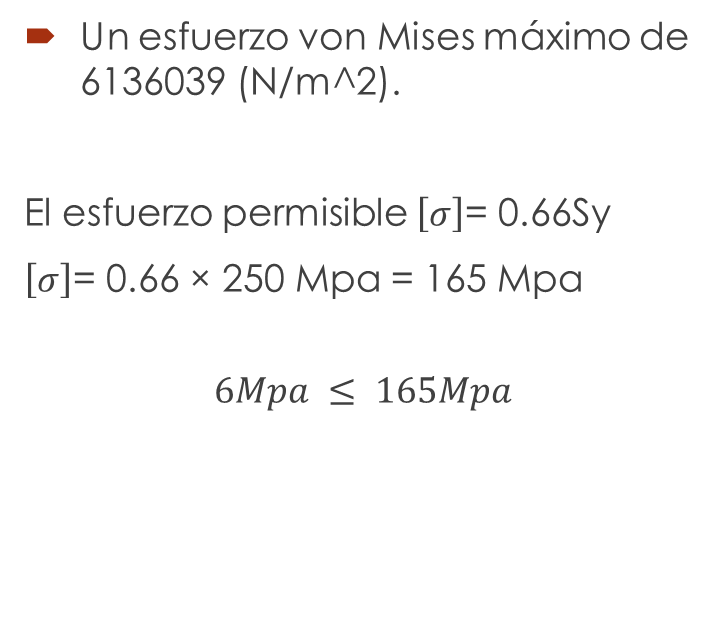 Un esfuerzo von Mises máximo de
6136039 (N/m^2).
El esfuerzo permisible [σ]= 0.66Sy
[σ]= 0.66 × 250 Mpa = 165 Mpa
6Mpa ≤ 165Mpa